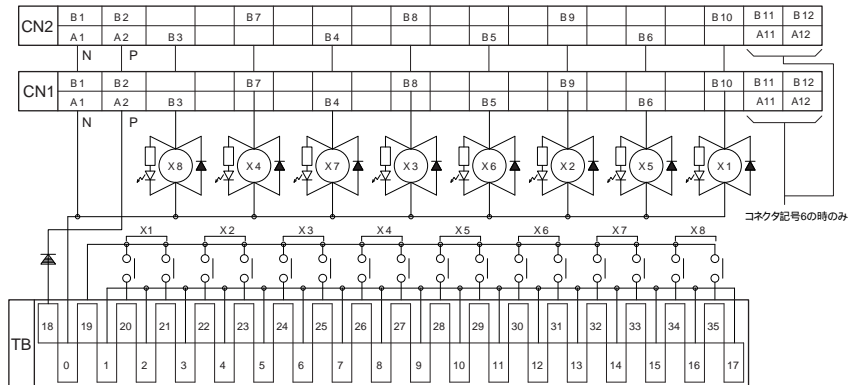 CN2 B1 B2 B7 B8 B9 B10 B11 B12
A1 A2 B3 B4 B5 B6 A11 A12
N P
CN1 B1 B2 B7 B8 B9 B10 B11 B12
A1 A2 B3 B4 B5 B6 A11 A12
N P
X8 X4 X7 X3 X6 X2 X5 X1
コネクタ記号6の時のみ
X1 X2 X3 X4 X5 X6 X7 X8
TB 18 19 20 21 22 23 24 25 26 27 28 29 30 31 32 33 34 35
0 1 2 3 4 5 6 7 8 9 10 11 12 13 14 15 16 17